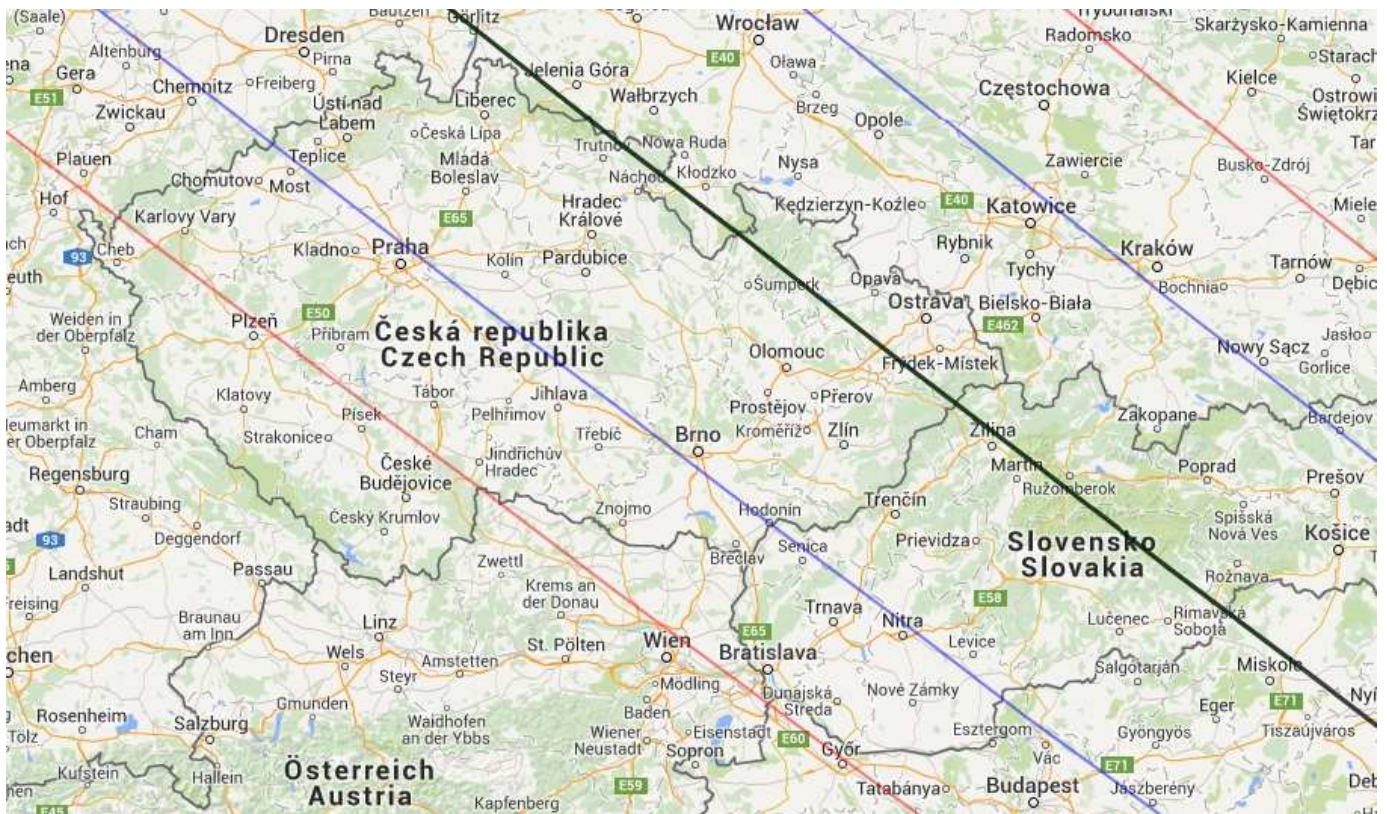 (Saale)
Bautzen
Görlitz
Wrocław
Trybunalski
Skarżysko-Kamienna
Altenburg
Dresden
Pirna
E40
Oława
Radomsko
Gera
Chemnitz
Freiberg
Jelenia Góra
Kielce
E51
Zwickau
Ústí nad
Labem
Liberec
Wałbrzych
Brzeg
Częstochowa
Česká Lípa
Opole
Plauen
Teplice
Trutnov
Nowa Ruda
Nysa
Zawiercie
Busko-Zdrój
Chomutov
Most
Mladá
Boleslav
Náchod
Kłodzko
Hof
Karlovy Vary
E65
Hradec
Králové
Kędzierzyn-Koźle
E40
Katowice
93
Cheb
Kladno
Praha
Kolín
Pardubice
Rybnik
Tychy
Kraków
Tarnów
Šumperk
Opava
Bochnia
Weiden in
der Oberpfalz
Plzeň
E50
Příbram
Česká republika
Czech Republic
Ostrava
Bielsko-Biała
E462
Jasło
Olomouc
Frýdek-Místek
Nowy Sącz
Gorlice
Amberg
Klatovy
Tábor
Pelhřimov
Jihlava
Prostějov
Přerov
Cham
Písek
Strakonice
Třebíč
Brno
Kroměříž
Zlín
Žilina
Zakopane
Bardejov
der Oberpfalz
Regensburg
České
Budějovice
Jindřichův
Hradec
Martin
Ružomberok
Poprad
Prešov
Straubing
Znojmo
Hodonín
Trenčín
Spišská
Nová Ves
Český Krumlov
93
Deggendorf
Břeclav
Senica
Prievidza
Slovensko
Slovakia
Košice
Landshut
Passau
Zwettl
Krems an
der Donau
Rožnava
Braunau
am Inn
Linz
Trnava
Nitra
E58
Lučenec
Rimavská
Sobota
Wels
Amstetten
St. Pölten
Wien
E65
Bratislava
Levice
Steyr
Mödling
Salgótarján
Miskolc
Dunajská
Streda
Nové Zámky
Rosenheim
Salzburg
Gmunden
Waidhofen
an der Ybbs
Baden
Wiener
Neustadt
Eisenstadt
E60
Győr
Esztergom
Eger
E71
Gyöngyös
Tiszaújváros
Sopron
Vác
Kufstein
Hallein
Österreich
Austria
Kapfenberg
E59
Tatabánya
Budapest
E71
Jászberény
E45